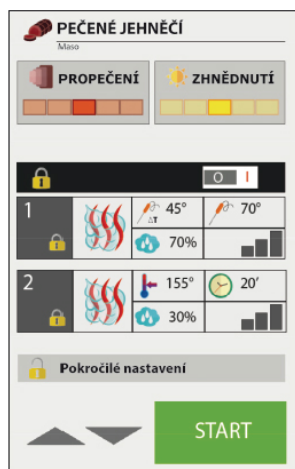 PEČENÉ JEHNĚČÍ
Maso
PROPEČENÍ ZHNĚDNUTÍ
O I
1 ΔT 45° 70°
70%
2 155° 20′
30%
Pokročilé nastavení
START